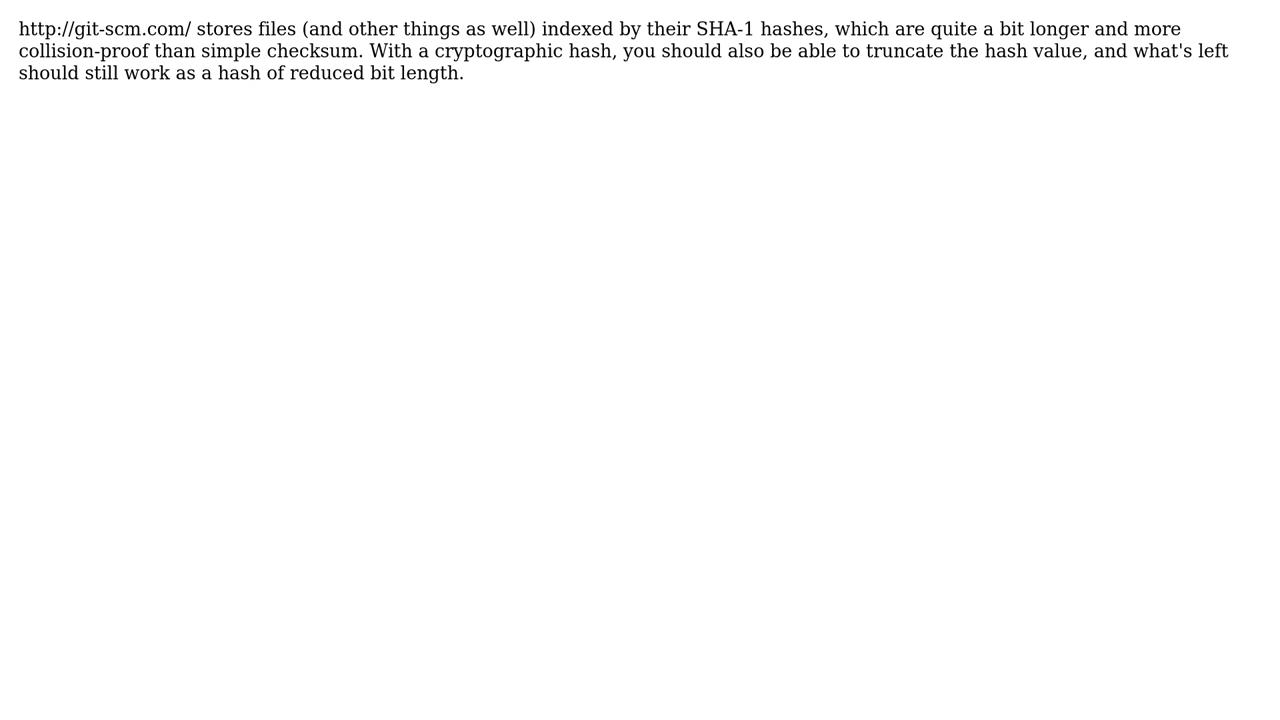 http://git-scm.com/ stores files (and other things as well) indexed by their SHA-1 hashes, which are quite a bit longer and more
collision-proof than simple checksum. With a cryptographic hash, you should also be able to truncate the hash value, and what's left
should still work as a hash of reduced bit length.